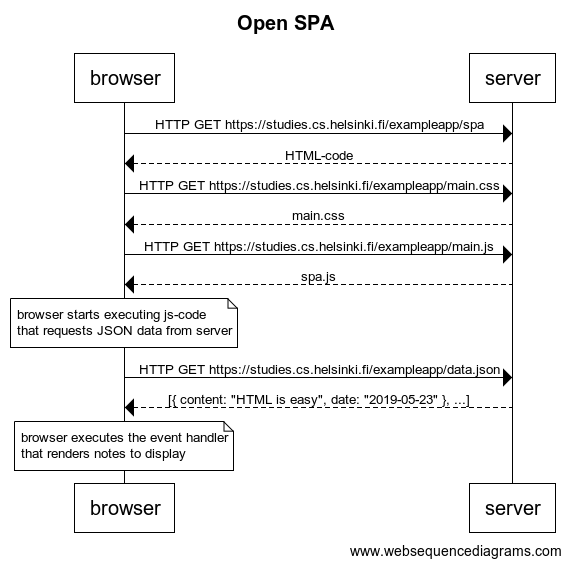 Open SPA
browser
server
HTTP GET https://studies.cs.helsinki.fi/exampleapp/spa
HTML-code
HTTP GET https://studies.cs.helsinki.fi/exampleapp/main.css
main.css
HTTP GET https://studies.cs.helsinki.fi/exampleapp/main.js
spa.js
browser starts executing js-code
that requests JSON data from server
HTTP GET https://studies.cs.helsinki.fi/exampleapp/data.json
[{ content: "HTML is easy", date: "2019-05-23" }, ...]
browser executes the event handler
that renders notes to display
browser
server
www.websequencediagrams.com